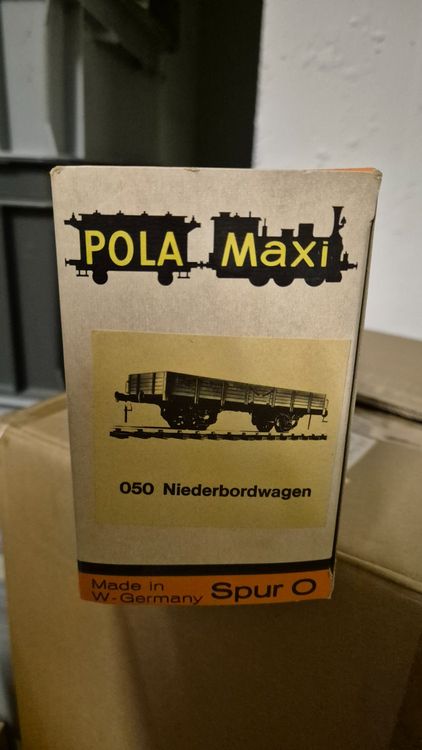 POLA Maxi
050 Niederbordwagen
Made in
W-Germany
Spur O